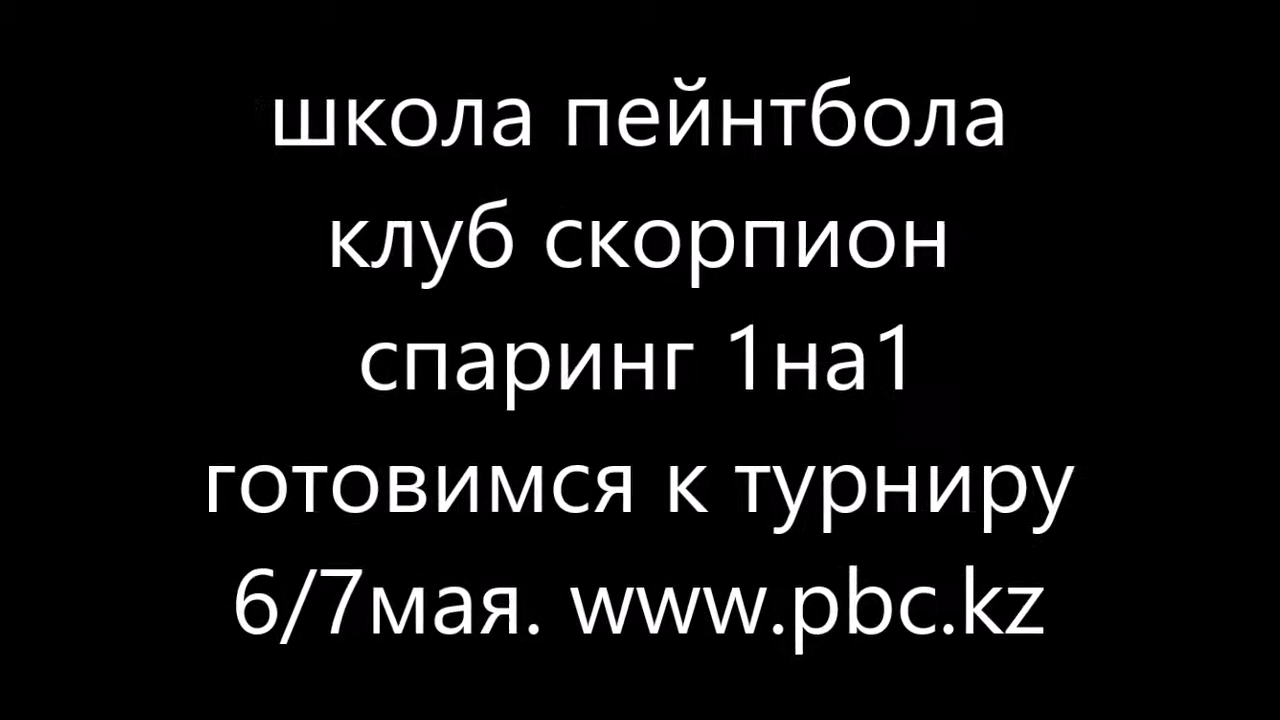 школа пейнтбола
клуб скорпион
спаринг 1на1
готовимся к турниру
6/7мая. www.pbc.kz